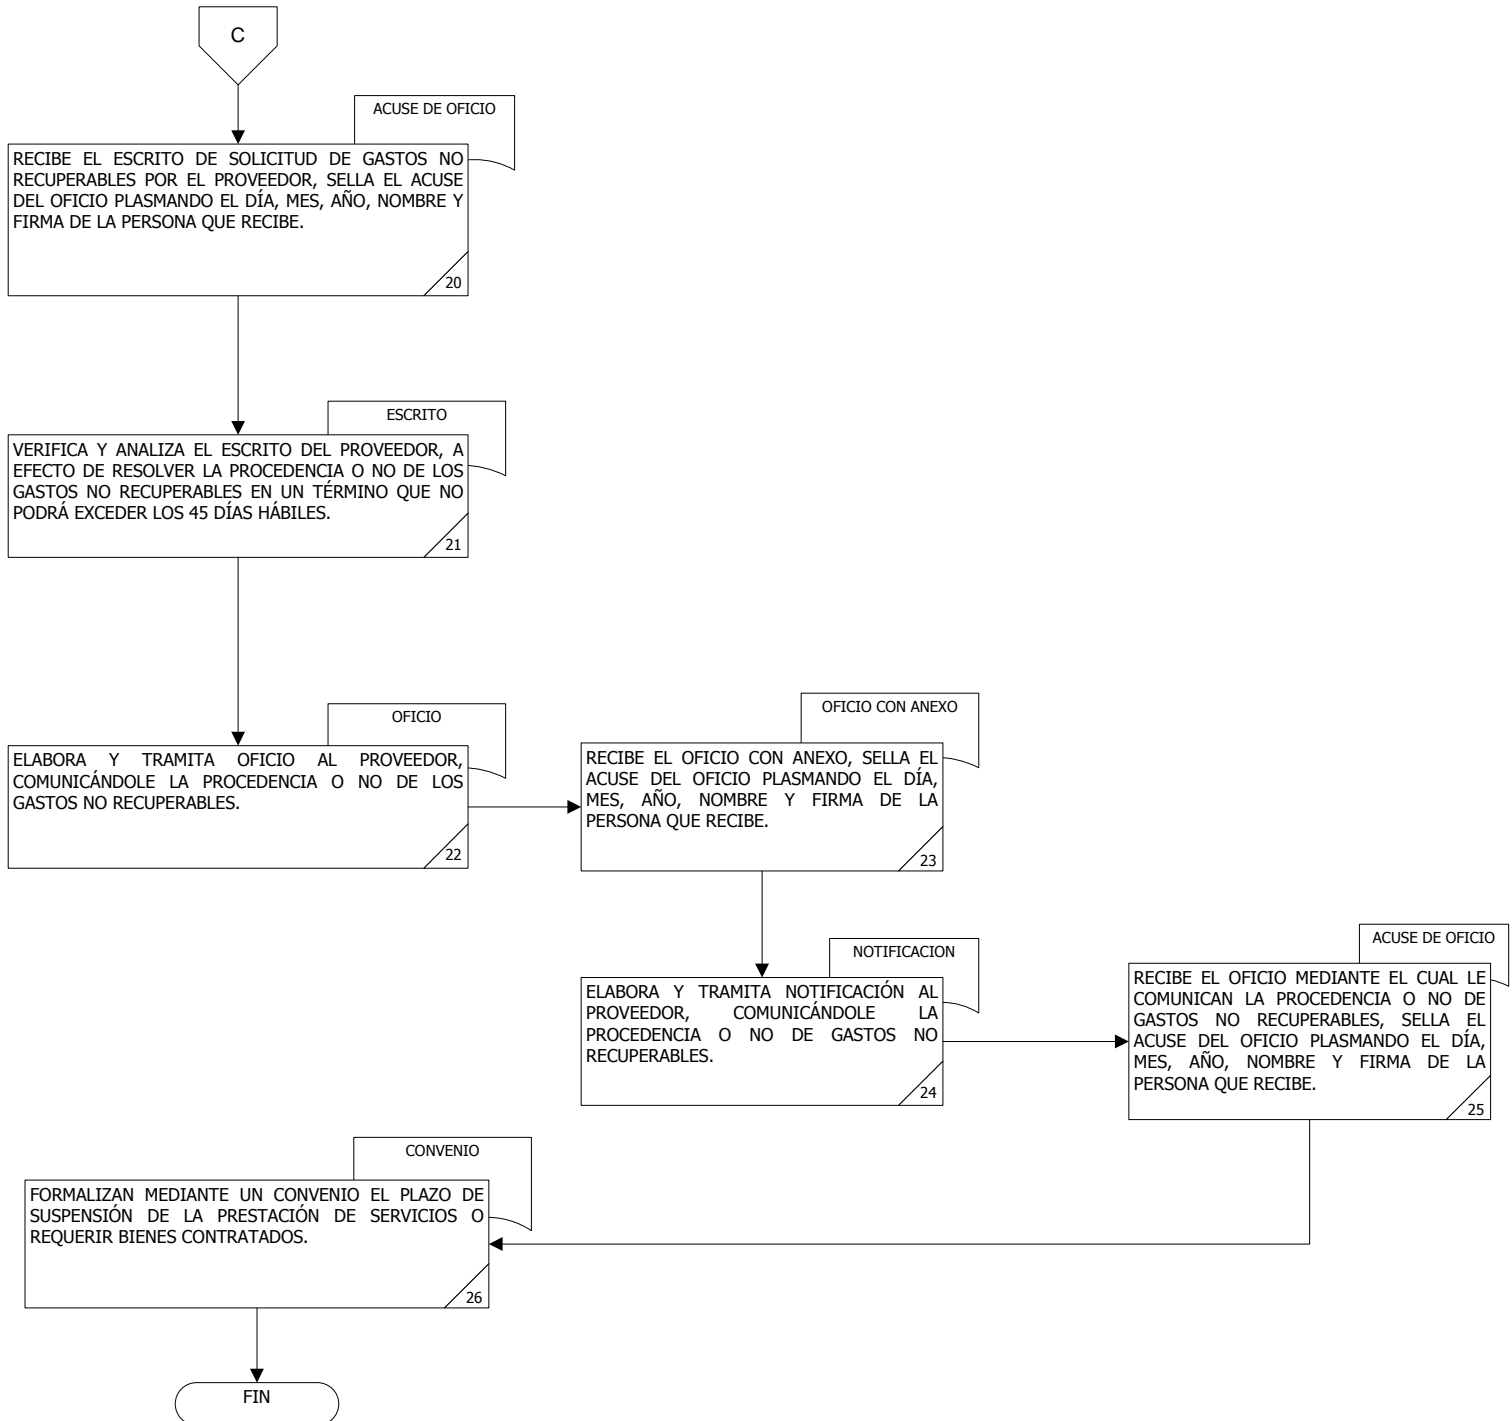 C
ACUSE DE OFICIO
RECIBE EL ESCRITO DE SOLICITUD DE GASTOS NO
RECUPERABLES POR EL PROVEEDOR, SELLA EL ACUSE
DEL OFICIO PLASMANDO EL DÍA, MES, AÑO, NOMBRE Y
FIRMA DE LA PERSONA QUE RECIBE.
20
ESCRITO
VERIFICA Y ANALIZA EL ESCRITO DEL PROVEEDOR, A
EFECTO DE RESOLVER LA PROCEDENCIA O NO DE LOS
GASTOS NO RECUPERABLES EN UN TÉRMINO QUE NO
PODRÁ EXCEDER LOS 45 DÍAS HÁBILES.
21
OFICIO
ELABORA Y TRAMITA OFICIO AL PROVEEDOR,
COMUNICÁNDOLE LA PROCEDENCIA O NO DE LOS
GASTOS NO RECUPERABLES.
22
OFICIO CON ANEXO
RECIBE EL OFICIO CON ANEXO, SELLA EL
ACUSE DEL OFICIO PLASMANDO EL DÍA,
MES, AÑO, NOMBRE Y FIRMA DE LA
PERSONA QUE RECIBE.
23
NOTIFICACION
ELABORA Y TRAMITA NOTIFICACIÓN AL
PROVEEDOR, COMUNICÁNDOLE LA
PROCEDENCIA O NO DE GASTOS NO
RECUPERABLES.
24
ACUSE DE OFICIO
RECIBE EL OFICIO MEDIANTE EL CUAL LE
COMUNICAN LA PROCEDENCIA O NO DE
GASTOS NO RECUPERABLES, SELLA EL
ACUSE DEL OFICIO PLASMANDO EL DÍA,
MES, AÑO, NOMBRE Y FIRMA DE LA
PERSONA QUE RECIBE.
25
CONVENIO
FORMALIZAN MEDIANTE UN CONVENIO EL PLAZO DE
SUSPENSIÓN DE LA PRESTACIÓN DE SERVICIOS O
REQUERIR BIENES CONTRATADOS.
26
FIN